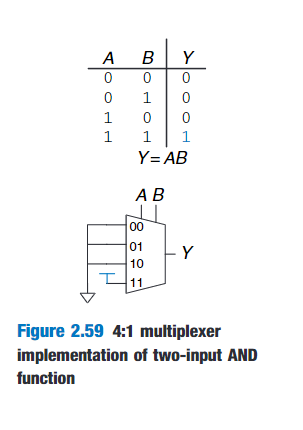 A B Y
0 0 0
0 1 0
1 0 0
1 1 1
Y = AB
A B
00
01
10
11
Y
Figure 2.59 4:1 multiplexer
implementation of two-input AND
function